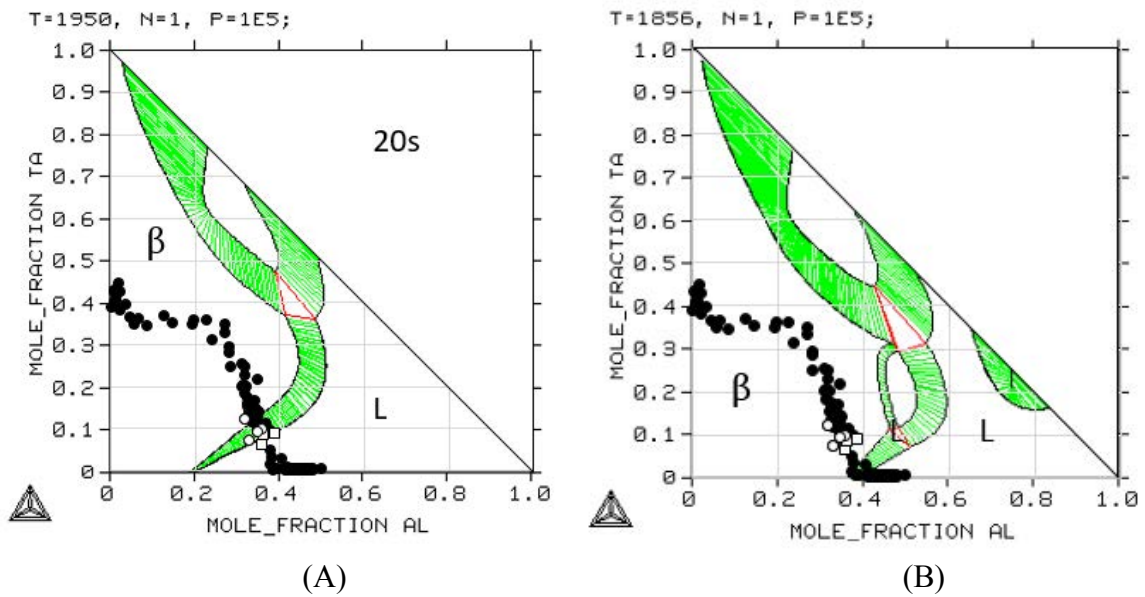 T=1950, N=1, P=1E5;
1.0
0.9
0.8
0.7
0.6
0.5
0.4
0.3
0.2
0.1
0
MOLE_FRACTION TA
20s
β
L
0
0.2
0.4
0.6
0.8
1.0
MOLE_FRACTION AL
(A)
T=1856, N=1, P=1E5;
1.0
0.9
0.8
0.7
0.6
0.5
0.4
0.3
0.2
0.1
0
MOLE_FRACTION TA
β
L
L
0
0.2
0.4
0.6
0.8
1.0
MOLE_FRACTION AL
(B)